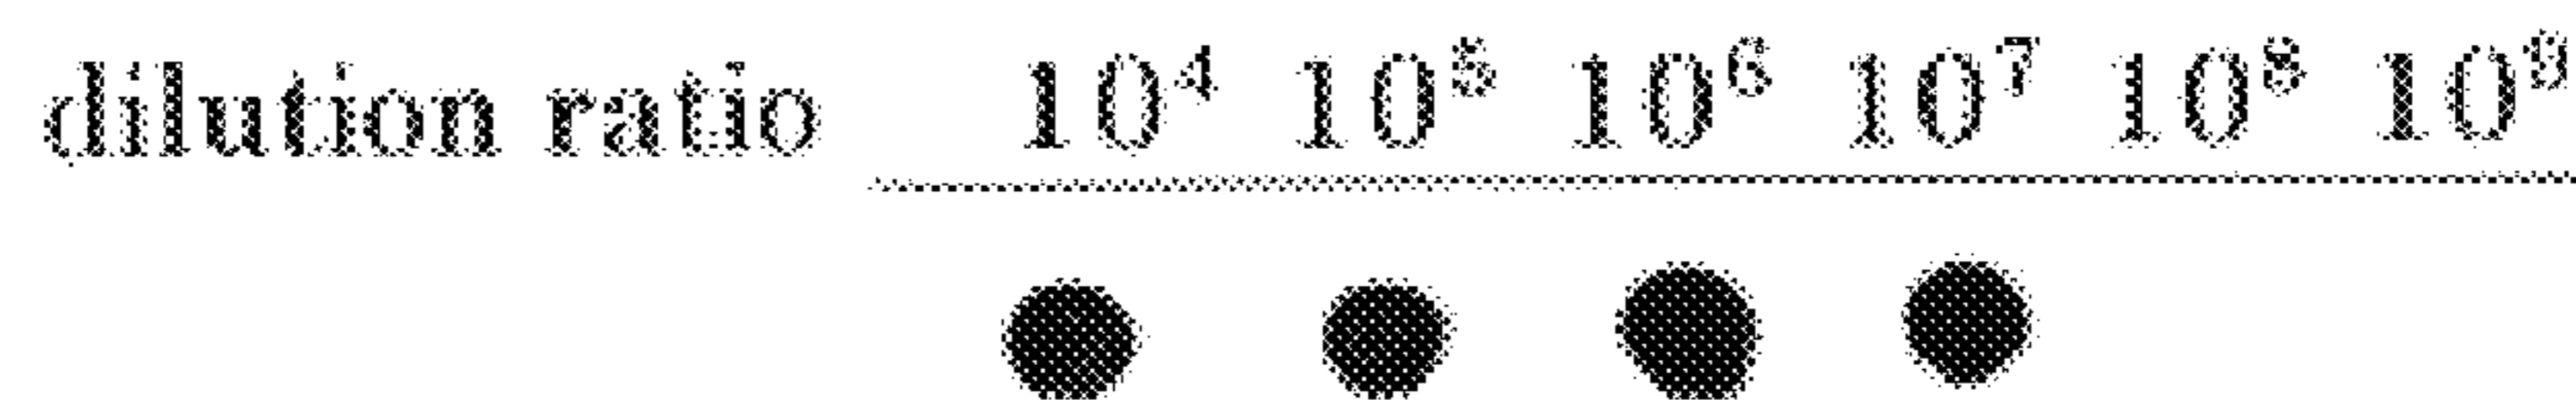 dilution ratio 10⁴ 10⁵ 10⁶ 10⁷ 10⁸ 10⁹